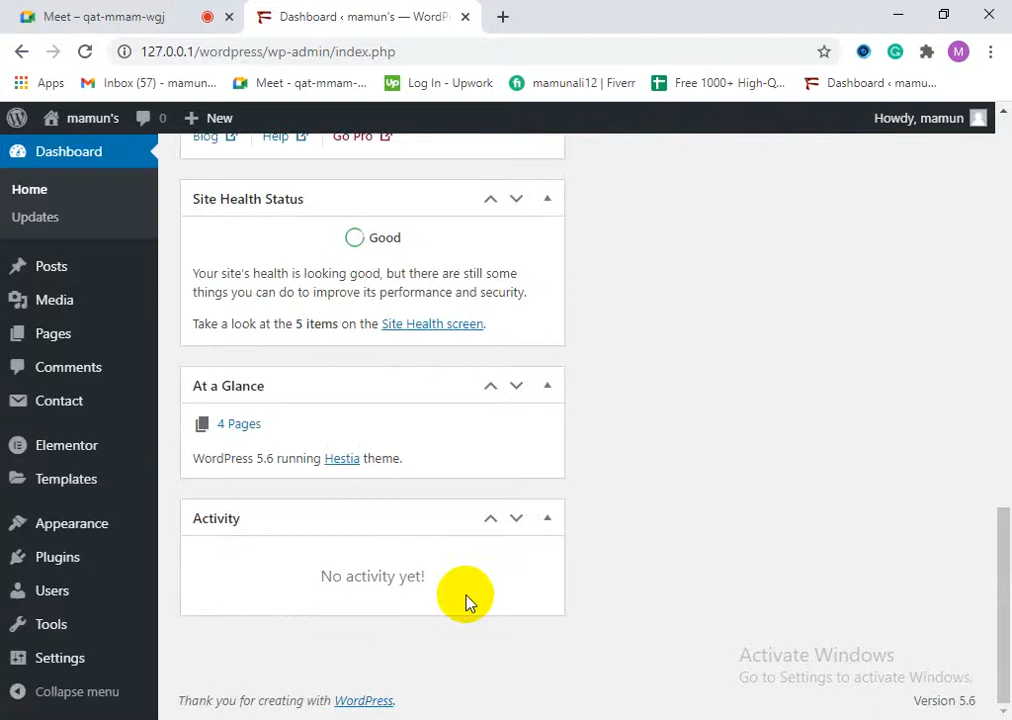 Meet – qat-mmam-wgj
Dashboard ‹ mamun's — WordPr
127.0.0.1/wordpress/wp-admin/index.php
M
Apps
Inbox (57) - mamun...
Meet - qat-mmam-...
Up
Log In - Upwork
fi
mamunali12 | Fiverr
Free 1000+ High-Q...
Dashboard ‹ mamu...
mamun's
0
New
Howdy, mamun
Dashboard
Home
Updates
Posts
Media
Pages
Comments
Contact
Elementor
Templates
Appearance
Plugins
Users
Tools
Settings
Collapse menu
Blog
Help
Go Pro
Site Health Status
Good
Your site's health is looking good, but there are still some
things you can do to improve its performance and security.
Take a look at the 5 items on the Site Health screen.
At a Glance
4 Pages
WordPress 5.6 running Hestia theme.
Activity
No activity yet!
Activate Windows
Go to Settings to activate Windows.
Thank you for creating with WordPress.
Version 5.6